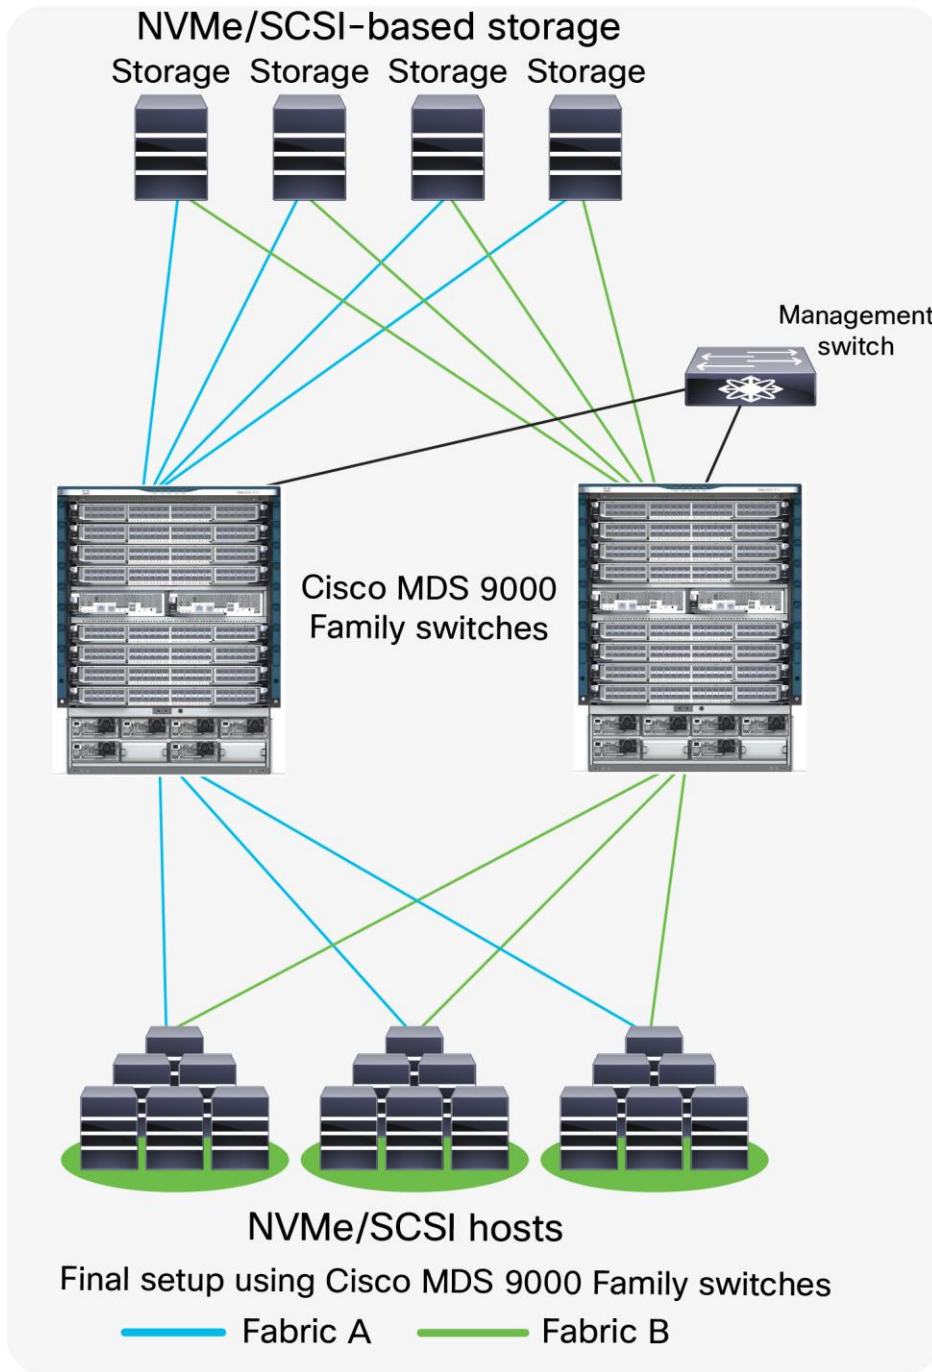 NVMe/SCSI-based storage
Storage Storage Storage Storage
Management
switch
Cisco MDS 9000
Family switches
NVMe/SCSI hosts
Final setup using Cisco MDS 9000 Family switches
Fabric A Fabric B